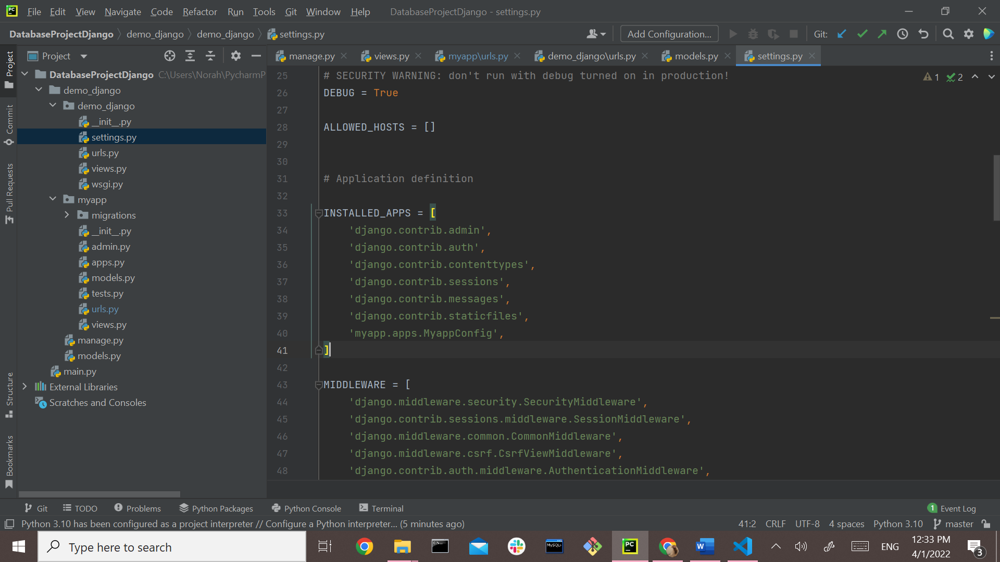 File Edit View Navigate Code Refactor Run Tools Git Window Help DatabaseProjectDjango - settings.py
DatabaseProjectDjango demo_django demo_django settings.py Add Configuration... Git:
Project
manage.py views.py myapp\urls.py demo_django\urls.py models.py settings.py
DatabaseProjectDjango C:\Users\Norah\PycharmP
demo_django
demo_django
__init__.py
settings.py
urls.py
views.py
wsgi.py
myapp
migrations
__init__.py
admin.py
apps.py
models.py
tests.py
urls.py
views.py
manage.py
models.py
main.py
External Libraries
Scratches and Consoles
Project
Commit
Pull Requests
Structure
Bookmarks
1 2
25 # SECURITY WARNING: don't run with debug turned on in production!
26 DEBUG = True
27
28 ALLOWED_HOSTS = []
29
30
31 # Application definition
32
33 INSTALLED_APPS = [
34 'django.contrib.admin',
35 'django.contrib.auth',
36 'django.contrib.contenttypes',
37 'django.contrib.sessions',
38 'django.contrib.messages',
39 'django.contrib.staticfiles',
40 'myapp.apps.MyappConfig',
41 ]
42
43 MIDDLEWARE = [
44 'django.middleware.security.SecurityMiddleware',
45 'django.contrib.sessions.middleware.SessionMiddleware',
46 'django.middleware.common.CommonMiddleware',
47 'django.middleware.csrf.CsrfViewMiddleware',
48 'django.contrib.auth.middleware.AuthenticationMiddleware',
Git TODO Problems Python Packages Python Console Terminal 1 Event Log
Python 3.10 has been configured as a project interpreter // Configure a Python interpreter... (5 minutes ago) 41:2 CRLF UTF-8 4 spaces Python 3.10 master
Type here to search
MySQL
PC
W
ENG
12:33 PM
4/1/2022
3